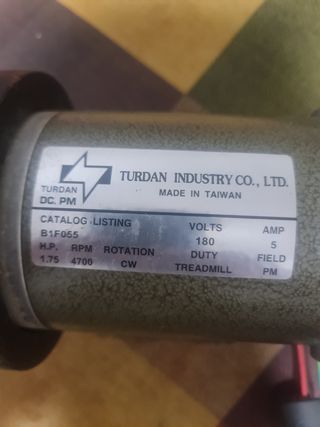 TURDAN
DC. PM
TURDAN INDUSTRY CO., LTD.
MADE IN TAIWAN
CATALOG LISTING VOLTS AMP
B1F055 180 5
H.P. RPM ROTATION DUTY FIELD
1.75 4700 CW TREADMILL PM